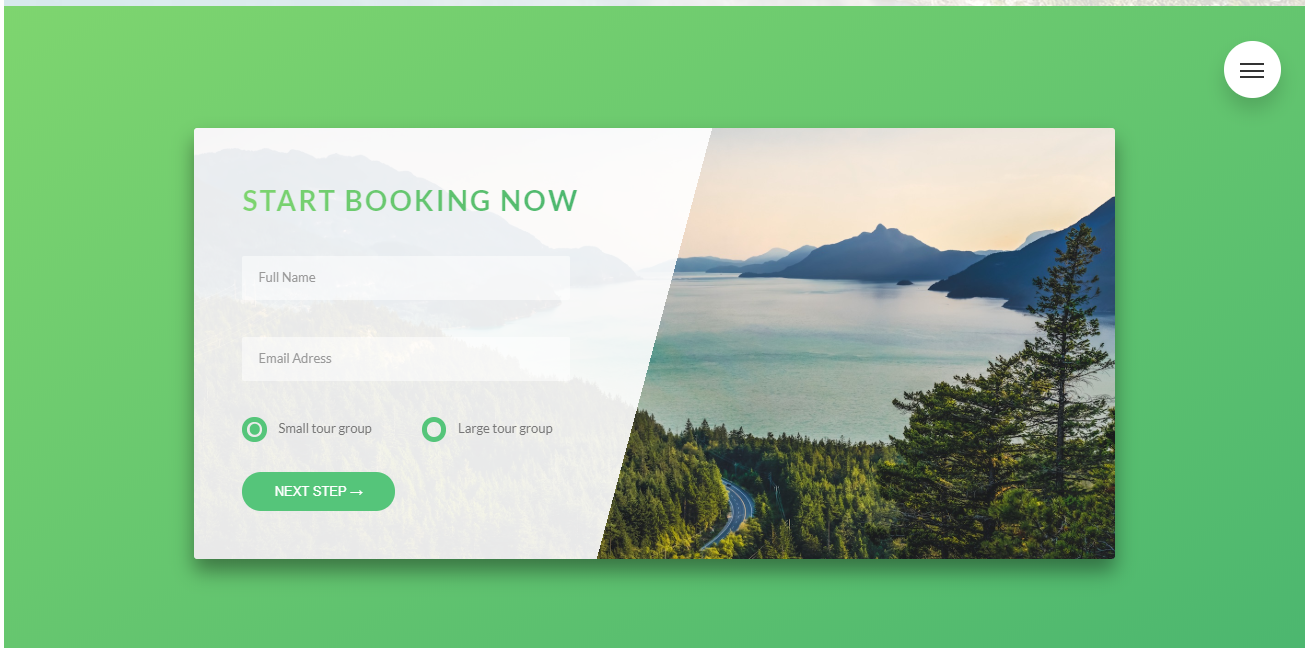 START BOOKING NOW
Full Name
Email Adress
Small tour group
Large tour group
NEXT STEP →